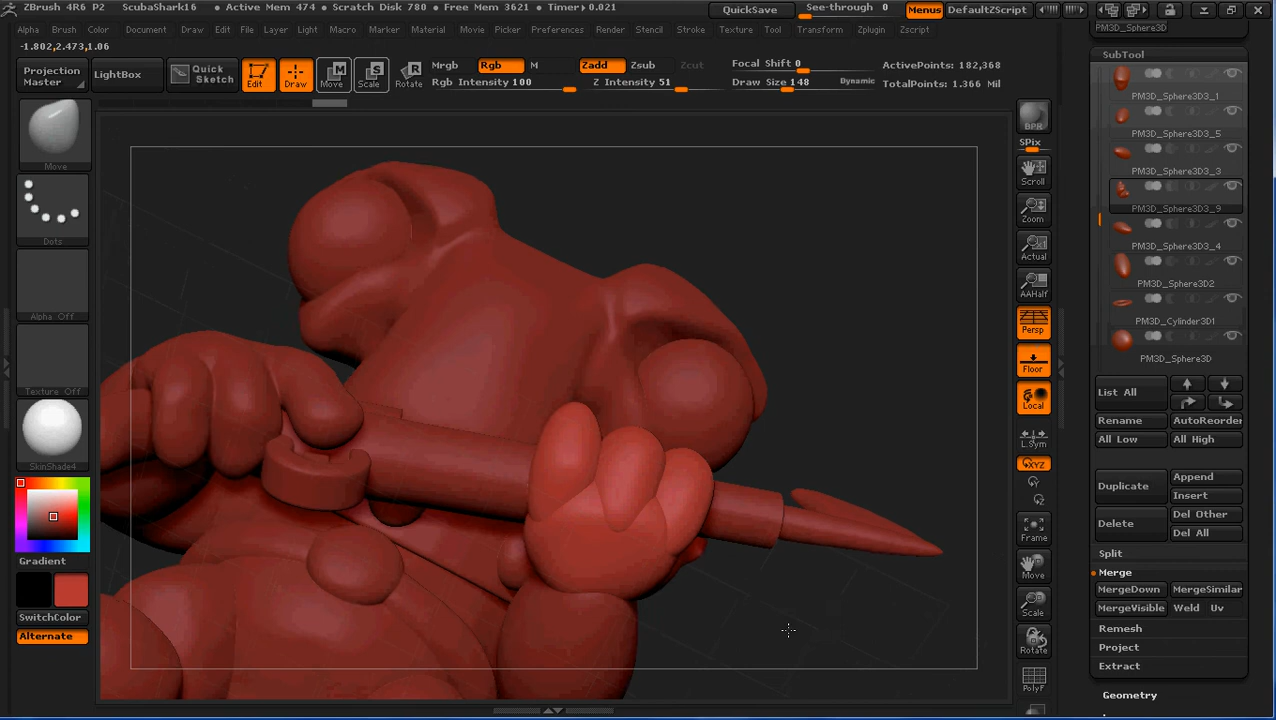 ZBrush 4R6 P2 ScubaShark16 • Active Mem 474 • Scratch Disk 780 • Free Mem 3621 • Timer▸0.021 QuickSave See-through 0 Menus DefaultZScript
Alpha Brush Color Document Draw Edit File Layer Light Macro Marker Material Movie Picker Preferences Render Stencil Stroke Texture Tool Transform Zplugin Zscript
-1.802,2.473,1.06
Projection Master
LightBox
Quick Sketch
Edit
Draw
Move
Scale
Rotate
Mrgb Rgb M
Rgb Intensity 100
Zadd Zsub Zcut
Z Intensity 51
Focal Shift 0
Draw Size 148 Dynamic
ActivePoints: 182,368
TotalPoints: 1.366 Mil
Move
Dots
Alpha Off
Texture Off
SkinShade4
Gradient
SwitchColor
Alternate
BPR
SPix
Scroll
Zoom
Actual
AAHalf
Persp
Floor
Local
L.Sym
XYZ
Y
Z
Frame
Move
Scale
Rotate
PolyF
PM3D_Sphere3D
SubTool
PM3D_Sphere3D3_1
PM3D_Sphere3D3_5
PM3D_Sphere3D3_3
PM3D_Sphere3D3_9
PM3D_Sphere3D3_4
PM3D_Sphere3D2
PM3D_Cylinder3D1
PM3D_Sphere3D
List All
Rename AutoReorder
All Low All High
Duplicate Append
Insert
Delete Del Other
Del All
Split
Merge
MergeDown MergeSimilar
MergeVisible Weld Uv
Remesh
Project
Extract
Geometry